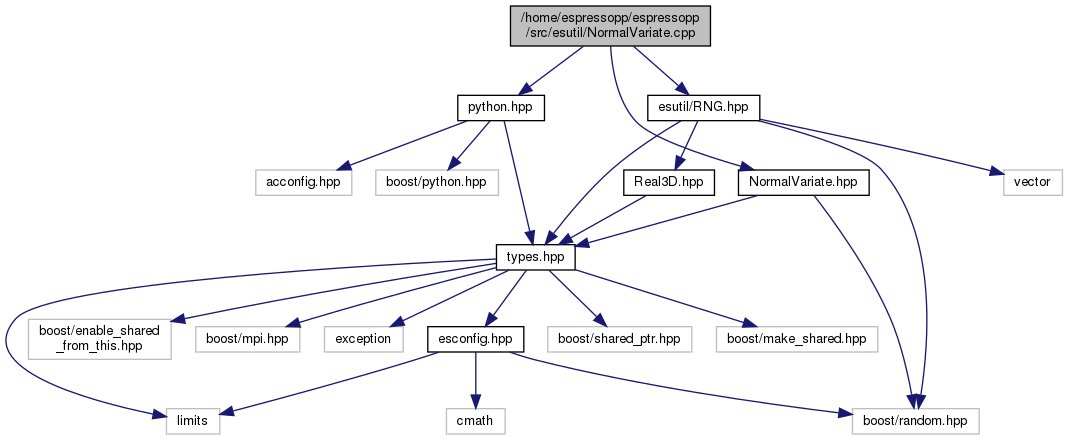 /home/espressopp/espressopp
/src/esutil/NormalVariate.cpp
python.hpp
esutil/RNG.hpp
acconfig.hpp
boost/python.hpp
Real3D.hpp
NormalVariate.hpp
vector
types.hpp
boost/enable_shared
_from_this.hpp
boost/mpi.hpp
exception
esconfig.hpp
boost/shared_ptr.hpp
boost/make_shared.hpp
limits
cmath
boost/random.hpp